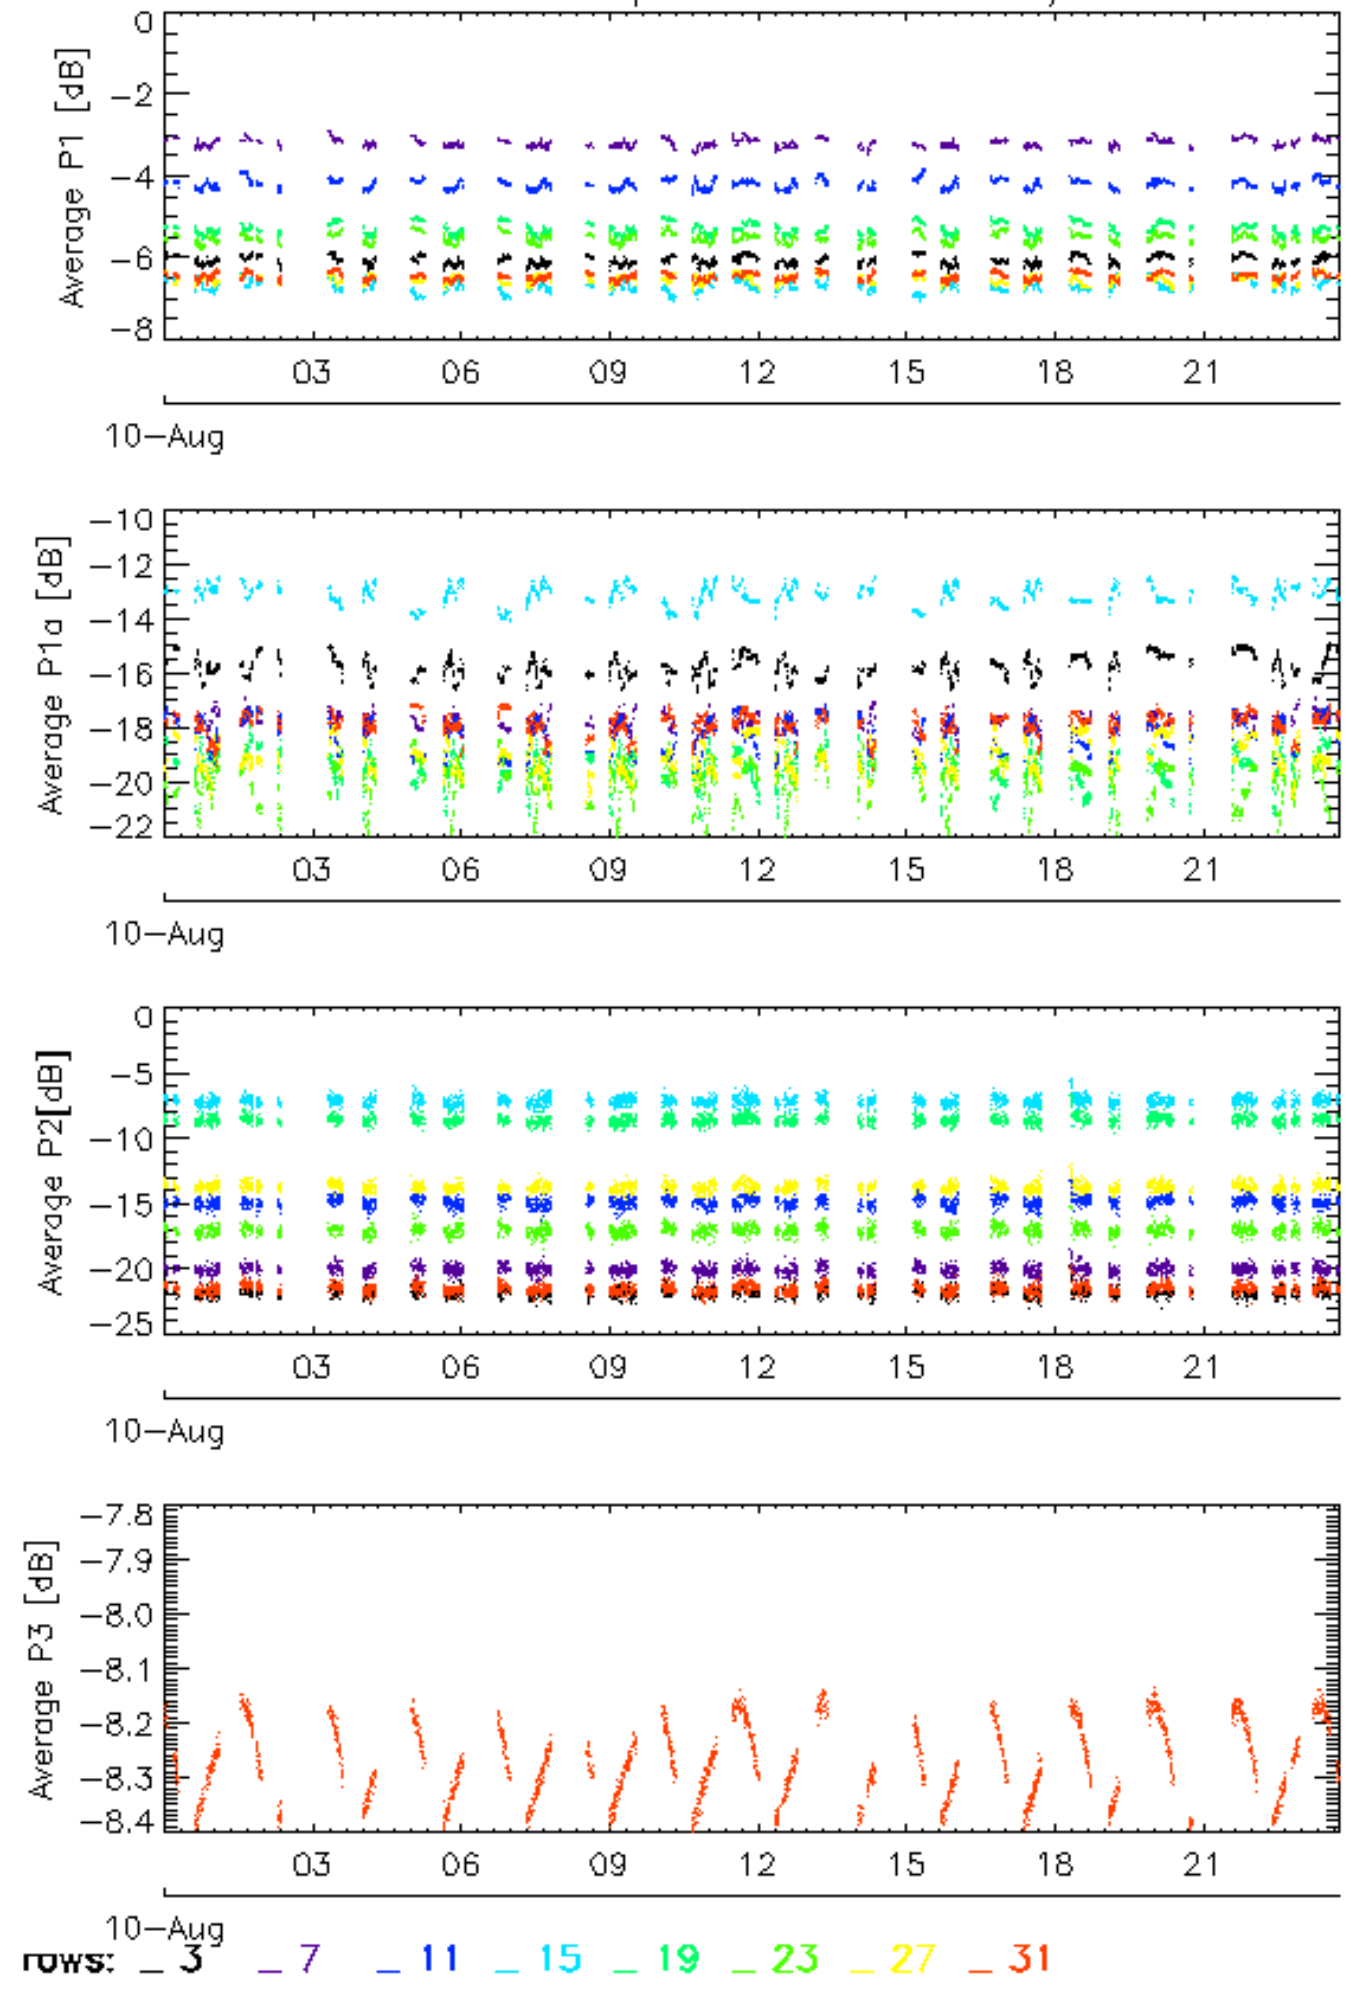 0
−2
−4
−6
−8
Average P1 [dB]
03 06 09 12 15 18 21
10−Aug
−10
−12
−14
−16
−18
−20
−22
Average P1a [dB]
03 06 09 12 15 18 21
10−Aug
0
−5
−10
−15
−20
−25
Average P2[dB]
03 06 09 12 15 18 21
10−Aug
−7.8
−7.9
−8.0
−8.1
−8.2
−8.3
−8.4
Average P3 [dB]
03 06 09 12 15 18 21
10−Aug
rows: _ 3 _ 7 _ 11 _ 15 _ 19 _ 23 _ 27 _ 31